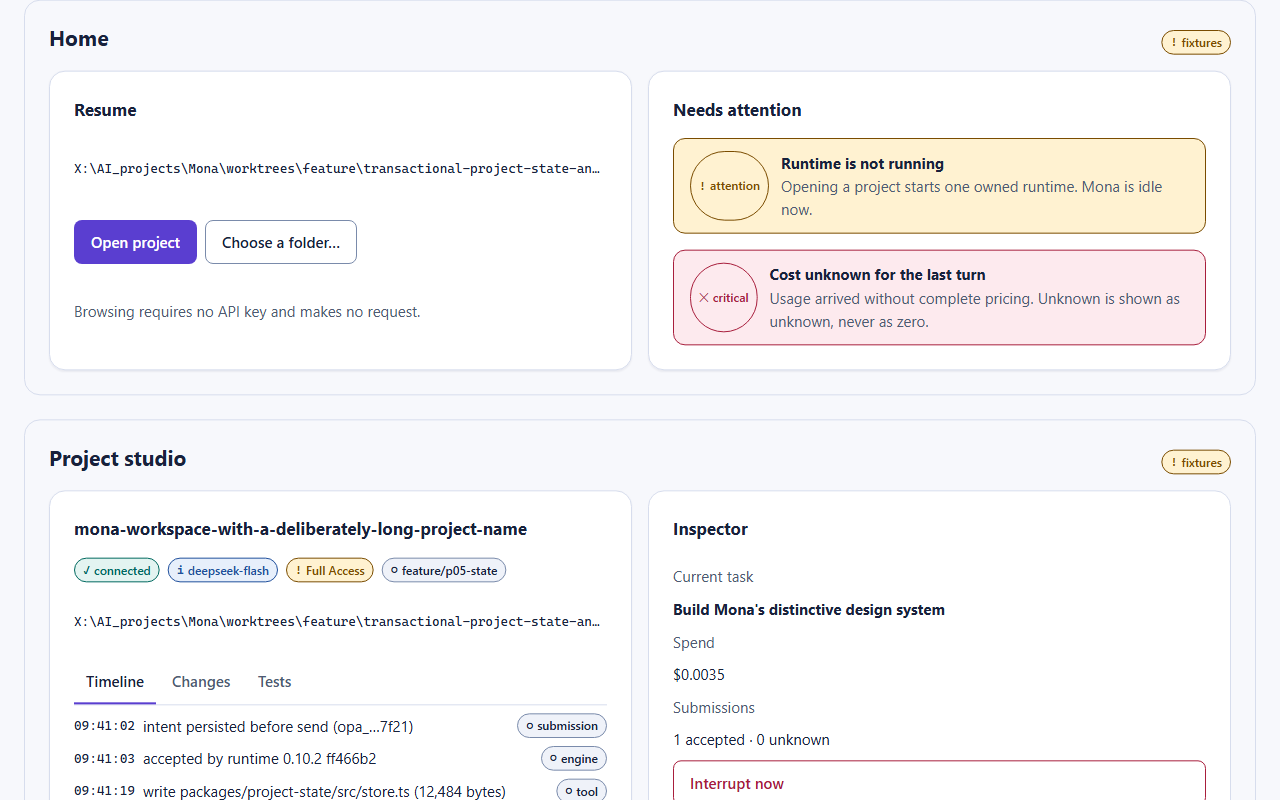 Home
! fixtures
Resume
X:\AI_projects\Mona\worktrees\feature\transactional-project-state-an…
Open project
Choose a folder…
Browsing requires no API key and makes no request.
Needs attention
! attention
Runtime is not running
Opening a project starts one owned runtime. Mona is idle
now.
× critical
Cost unknown for the last turn
Usage arrived without complete pricing. Unknown is shown as
unknown, never as zero.
Project studio
! fixtures
mona-workspace-with-a-deliberately-long-project-name
✓ connected
i deepseek-flash
! Full Access
feature/p05-state
X:\AI_projects\Mona\worktrees\feature\transactional-project-state-an…
Timeline
Changes
Tests
09:41:02 intent persisted before send (opa_…7f21)
submission
09:41:03 accepted by runtime 0.10.2 ff466b2
engine
09:41:19 write packages/project-state/src/store.ts (12,484 bytes)
tool
Inspector
Current task
Build Mona's distinctive design system
Spend
$0.0035
Submissions
1 accepted · 0 unknown
Interrupt now